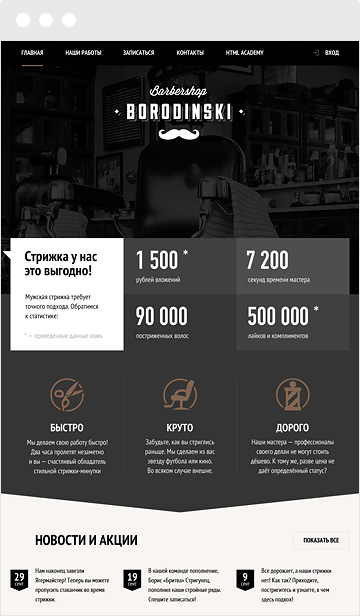 ГЛАВНАЯ НАШИ РАБОТЫ ЗАПИСАТЬСЯ КОНТАКТЫ HTML ACADEMY ВХОД
Barbershop
BORODINSKI
Стрижка у нас
это выгодно!
Мужская стрижка требует
точного подхода. Обратимся
к статистике:
* — приведённые данные ложь
1 500 *
рублей вложений
7 200
секунд времени мастера
90 000
постриженных волос
500 000 *
лайков и комплиментов
БЫСТРО
Мы делаем свою работу быстро!
Два часа пролетят незаметно
и вы — счастливый обладатель
стильной стрижки-минутки
КРУТО
Забудьте, как вы стриглись
раньше. Мы сделаем из вас
звезду футбола или кино.
Во всяком случае внешне.
ДОРОГО
Наши мастера — профессионалы
своего дела и не могут стоить
дёшево. К тому же, разве цена не
даёт определённый статус?
НОВОСТИ И АКЦИИ
ПОКАЗАТЬ ВСЕ
29
СЕНТ
Нам наконец завезли
Ягермайстер! Теперь вы можете
пропустить стаканчик во время
стрижки.
19
СЕНТ
В нашей команде пополнение,
Борис «Бритва» Стригунец,
пополнил наши стройные ряды.
Спешите записаться!
9
СЕНТ
Все дорожает, а наши стрижки
нет! Как так? Приходите,
постригитесь и узнаете, в чем
здесь подвох!